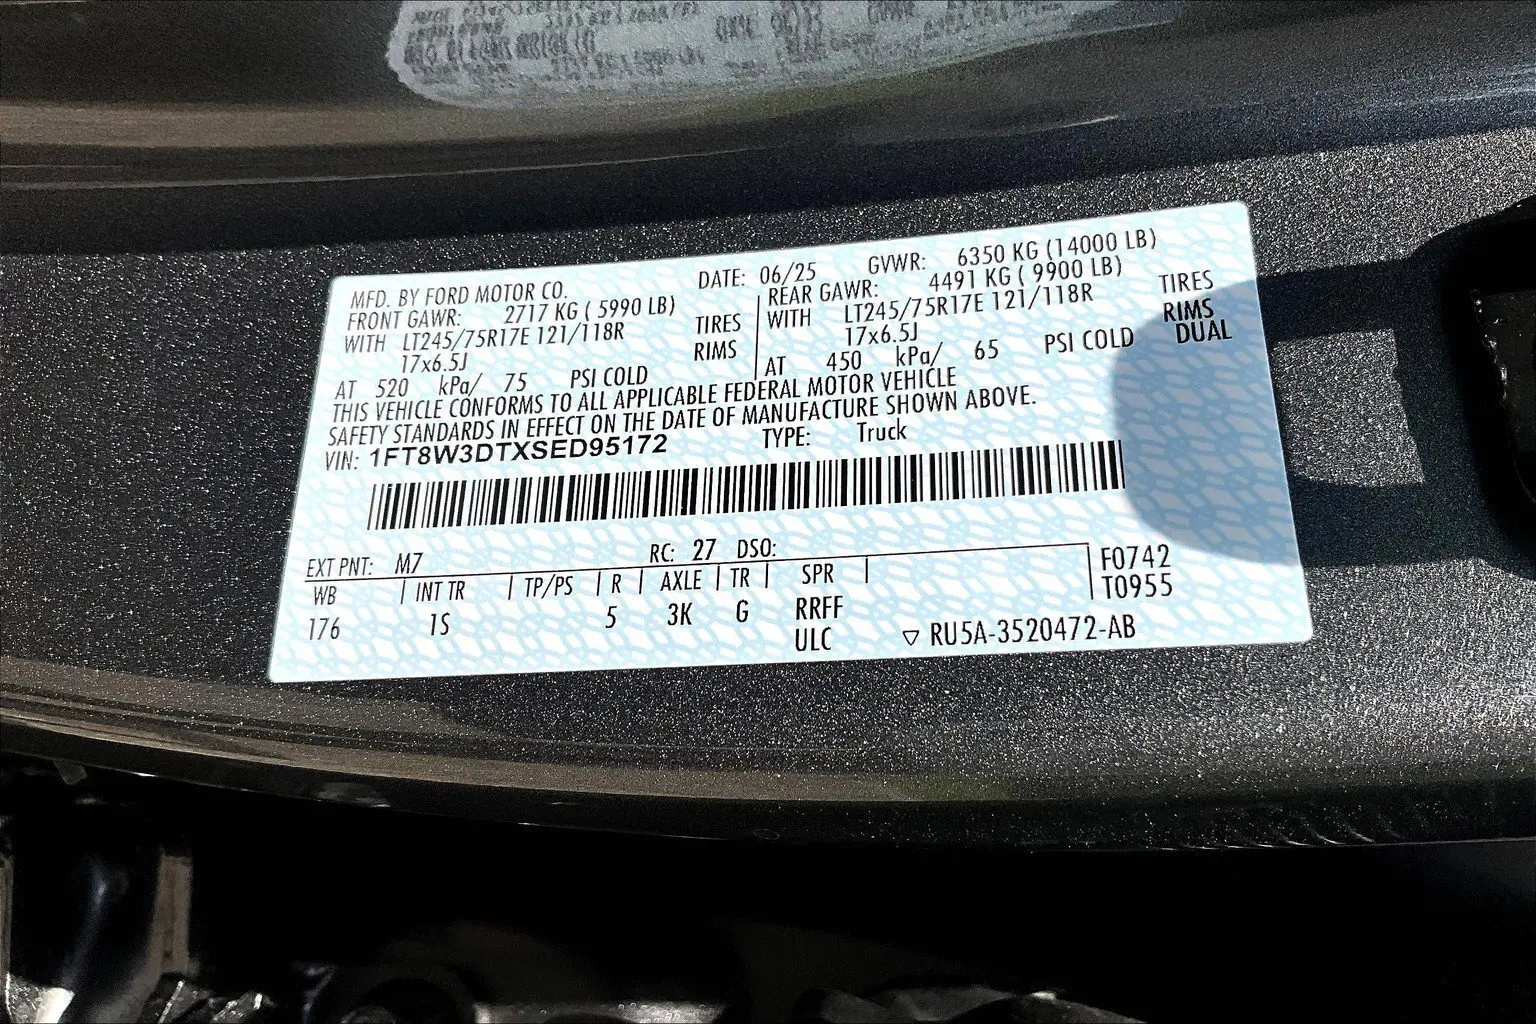 MFD. BY FORD MOTOR CO. DATE: 06/25 GVWR: 6350 KG (14000 LB)
FRONT GAWR: 2717 KG ( 5990 LB)
WITH LT245/75R17E 121/118R TIRES
17x6.5J RIMS
AT 520 kPa/ 75 PSI COLD
REAR GAWR: 4491 KG ( 9900 LB)
WITH LT245/75R17E 121/118R TIRES
17x6.5J RIMS
AT 450 kPa/ 65 PSI COLD DUAL
THIS VEHICLE CONFORMS TO ALL APPLICABLE FEDERAL MOTOR VEHICLE
SAFETY STANDARDS IN EFFECT ON THE DATE OF MANUFACTURE SHOWN ABOVE.
VIN: 1FT8W3DTXSED95172 TYPE: Truck
EXT PNT: M7 RC: 27 DSO:
WB INT TR TP/PS R AXLE TR SPR F0742
176 1S 5 3K G RRFF T0955
ULC ▽ RU5A-3520472-AB